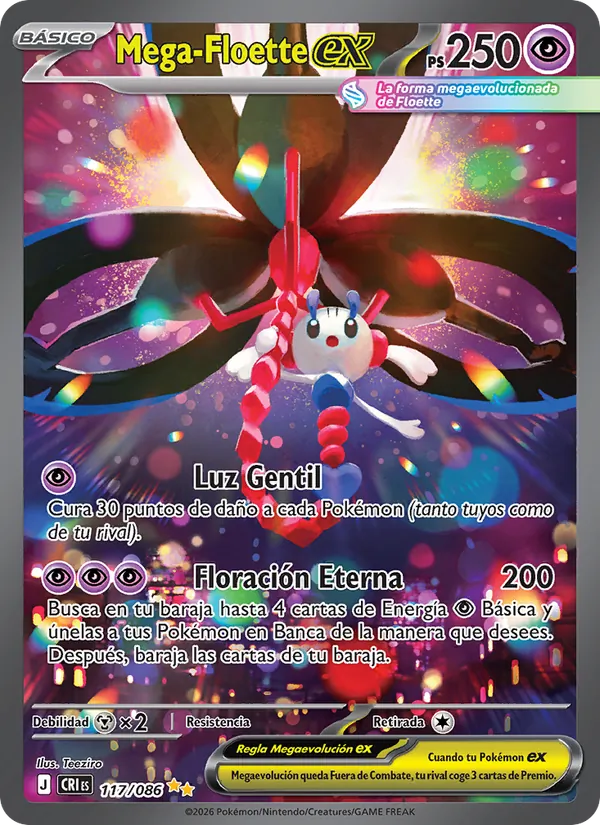 BÁSICO
Mega-Floette ex
PS 250
La forma megaevolucionada
de Floette
Luz Gentil
Cura 30 puntos de daño a cada Pokémon (tanto tuyos como
de tu rival).
Floración Eterna 200
Busca en tu baraja hasta 4 cartas de Energía Básica y
únelas a tus Pokémon en Banca de la manera que desees.
Después, baraja las cartas de tu baraja.
Debilidad ×2 Resistencia Retirada
Ilus. Teeziro
Regla Megaevolución ex
Cuando tu Pokémon ex
Megaevolución queda Fuera de Combate, tu rival coge 3 cartas de Premio.
J CRI ES 117/086
©2026 Pokémon/Nintendo/Creatures/GAME FREAK